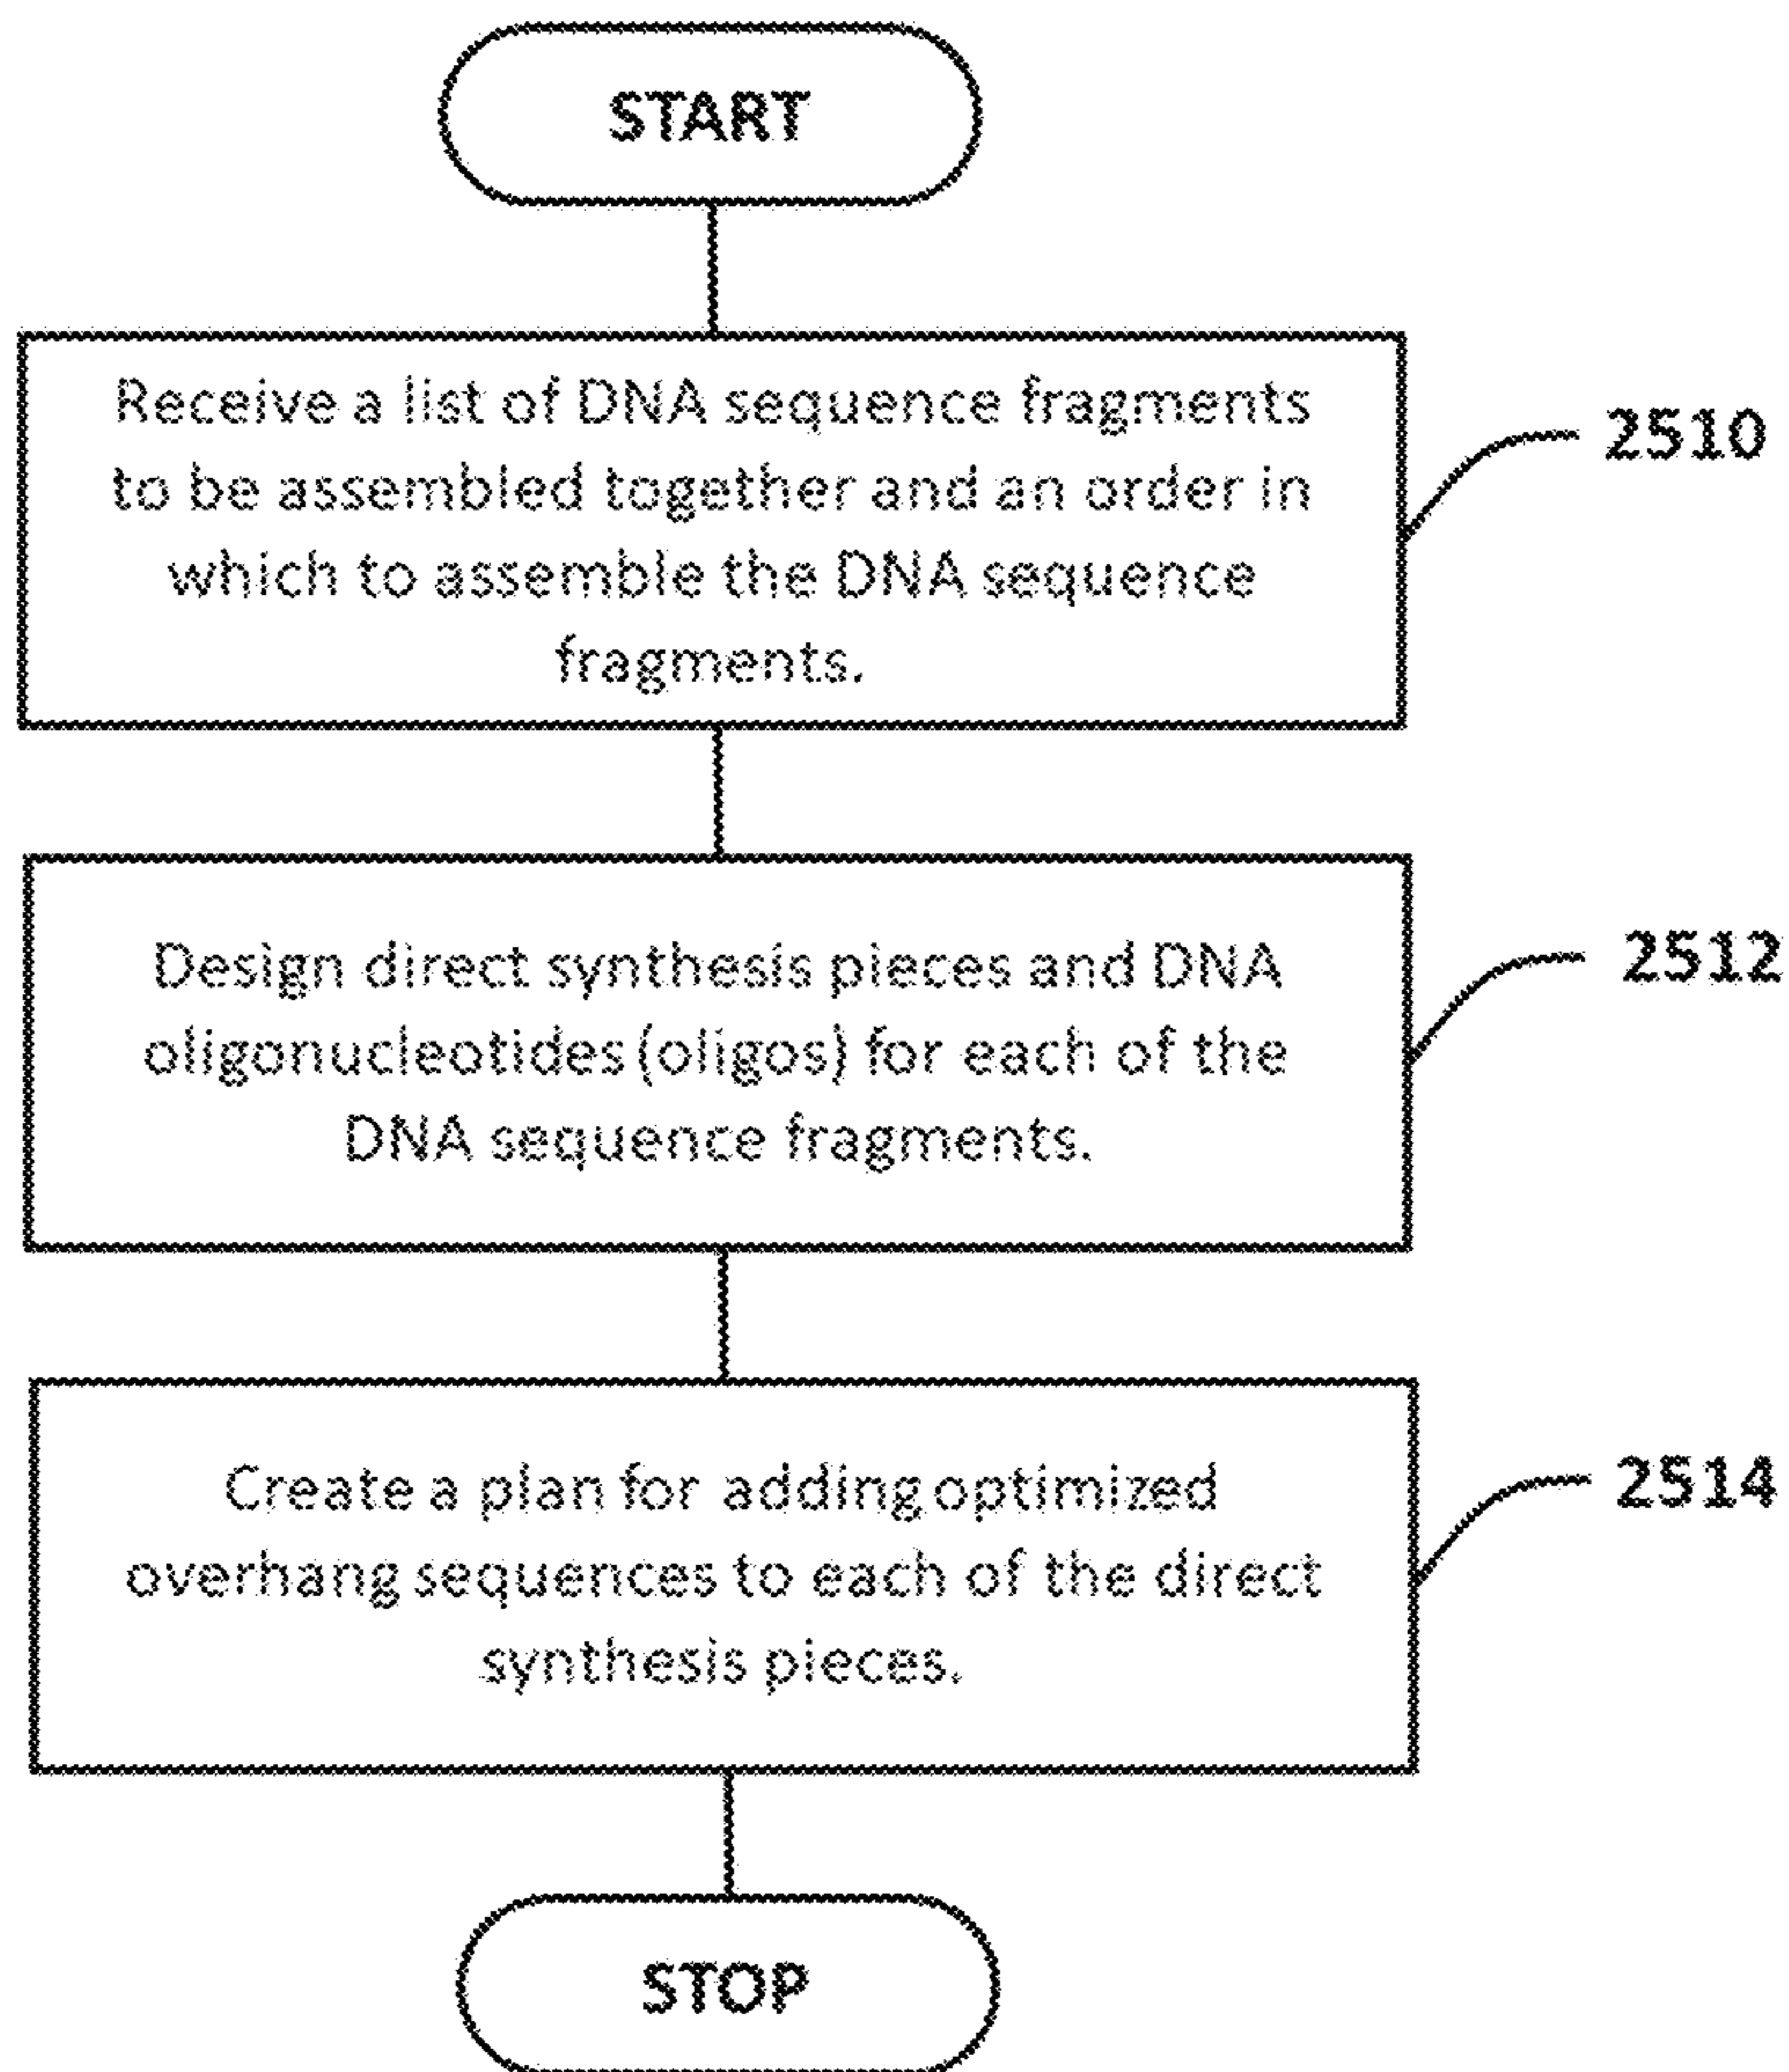 START
Receive a list of DNA sequence fragments
to be assembled together and an order in
which to assemble the DNA sequence
fragments.
2510
Design direct synthesis pieces and DNA
oligonucleotides (oligos) for each of the
DNA sequence fragments.
2512
Create a plan for adding optimized
overhang sequences to each of the direct
synthesis pieces.
2514
STOP